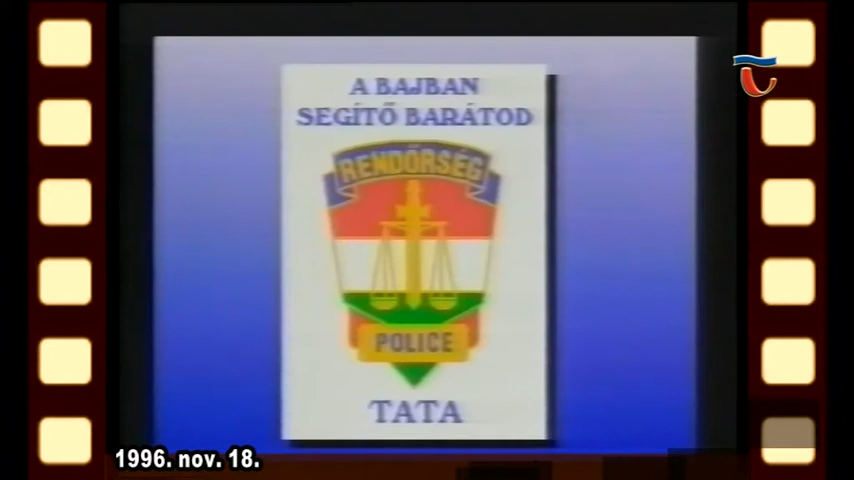 A BAJBAN
SEGÍTŐ BARÁTOD
RENDŐRSÉG
POLICE
TATA
1996. nov. 18.